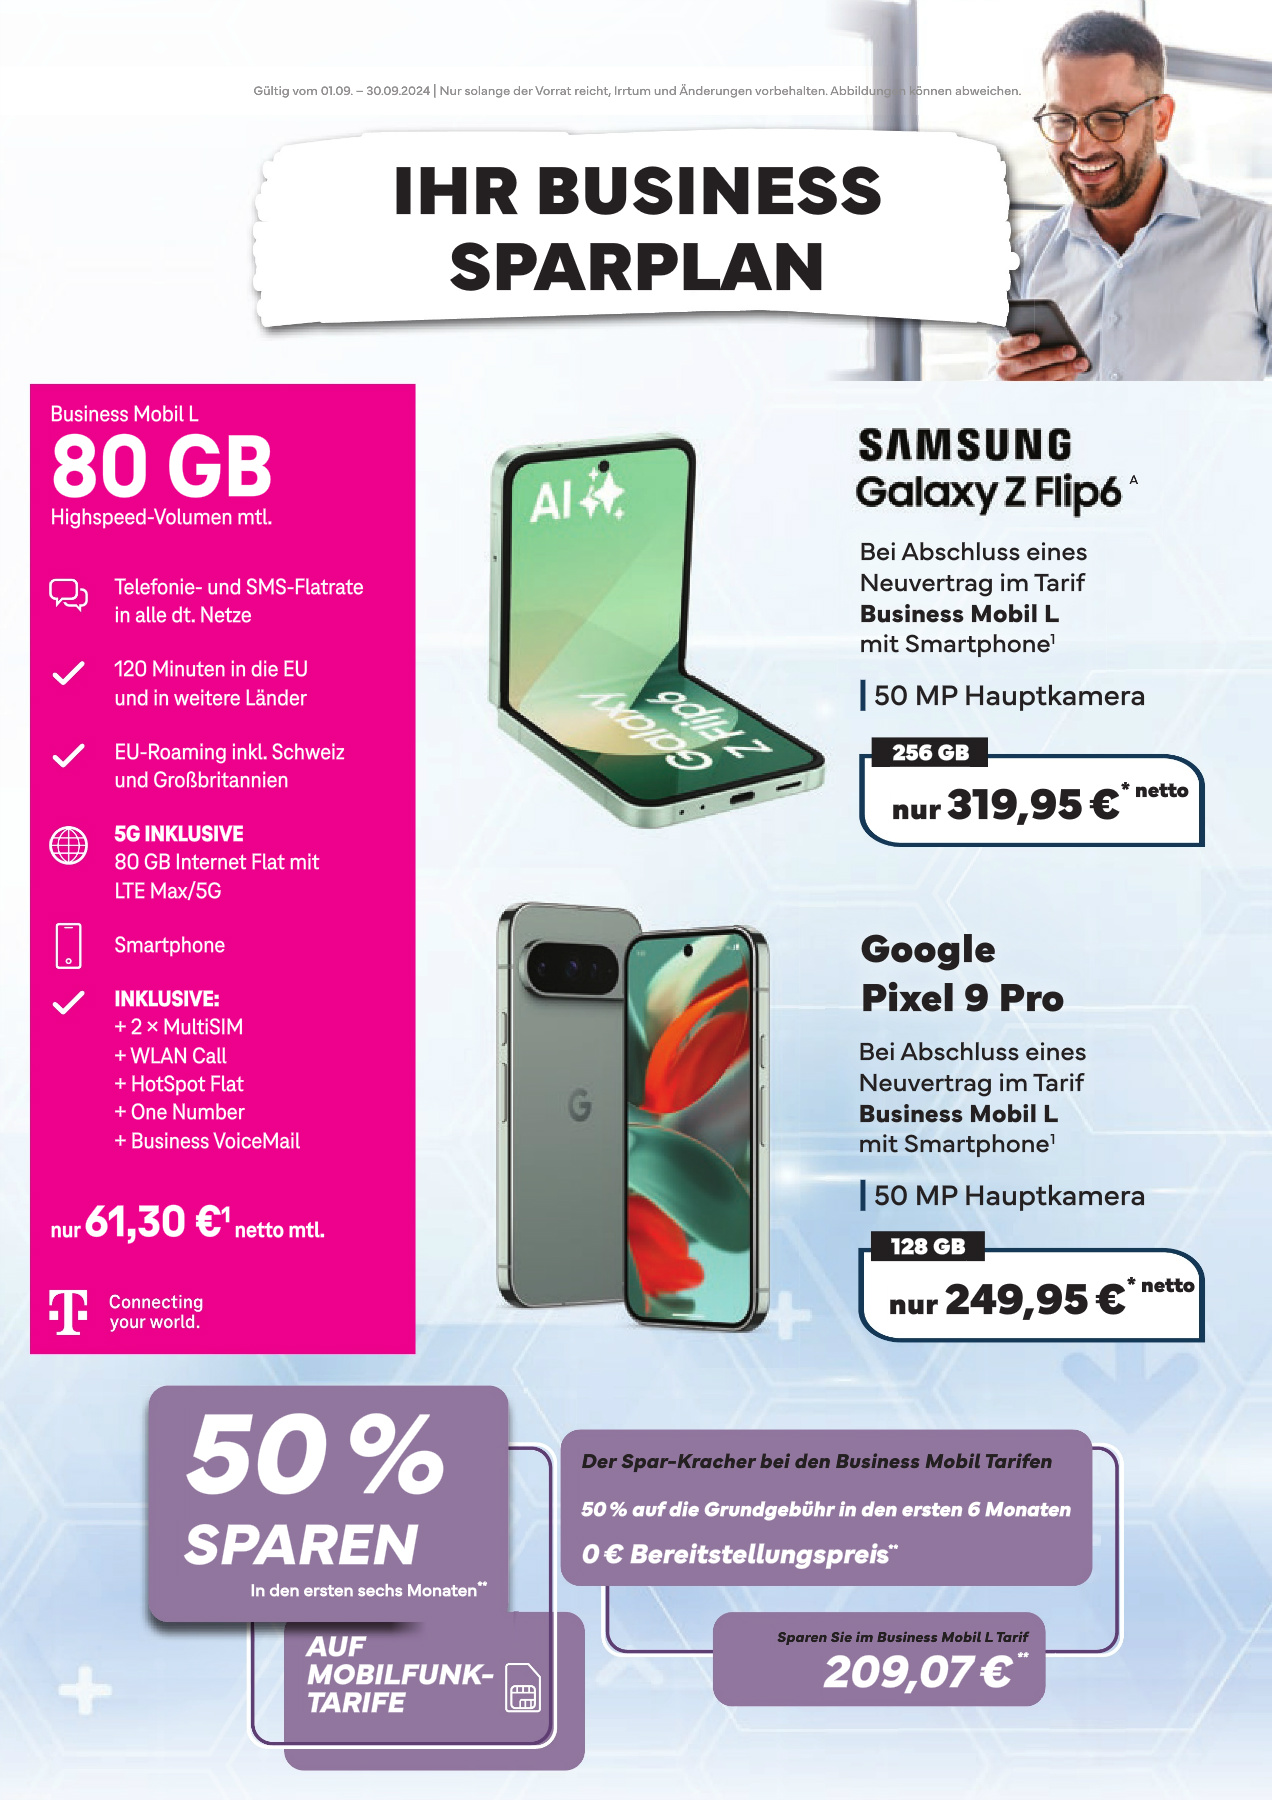 Gültig vom 01.09. – 30.09.2024 | Nur solange der Vorrat reicht, Irrtum und Änderungen vorbehalten. Abbildungen können abweichen.
IHR BUSINESS
SPARPLAN
Business Mobil L
80 GB
Highspeed-Volumen mtl.
Telefonie- und SMS-Flatrate
in alle dt. Netze
120 Minuten in die EU
und in weitere Länder
EU-Roaming inkl. Schweiz
und Großbritannien
5G INKLUSIVE
80 GB Internet Flat mit
LTE Max/5G
Smartphone
INKLUSIVE:
+ 2 × MultiSIM
+ WLAN Call
+ HotSpot Flat
+ One Number
+ Business VoiceMail
nur 61,30 €¹ netto mtl.
T Connecting
your world.
AI
Galaxy
Z Flip6
SAMSUNG
Galaxy Z Flip6 A
Bei Abschluss eines
Neuvertrag im Tarif
Business Mobil L
mit Smartphone¹
50 MP Hauptkamera
256 GB
nur 319,95 €* netto
G
Google
Pixel 9 Pro
Bei Abschluss eines
Neuvertrag im Tarif
Business Mobil L
mit Smartphone¹
50 MP Hauptkamera
128 GB
nur 249,95 €* netto
50 %
SPAREN
In den ersten sechs Monaten**
AUF
MOBILFUNK-
TARIFE
Der Spar-Kracher bei den Business Mobil Tarifen
50 % auf die Grundgebühr in den ersten 6 Monaten
0 € Bereitstellungspreis**
Sparen Sie im Business Mobil L Tarif
209,07 €**